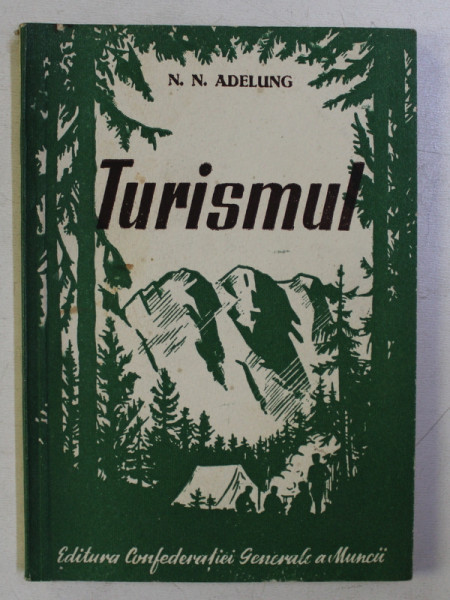 N. N. ADELUNG
Turismul
Editura Confederației Generale a Muncii